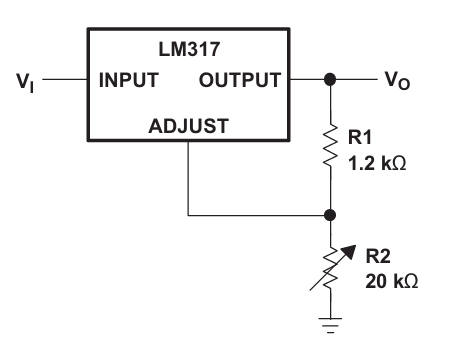 LM317
V_I INPUT OUTPUT V_O
ADJUST
R1
1.2 kΩ
R2
20 kΩ